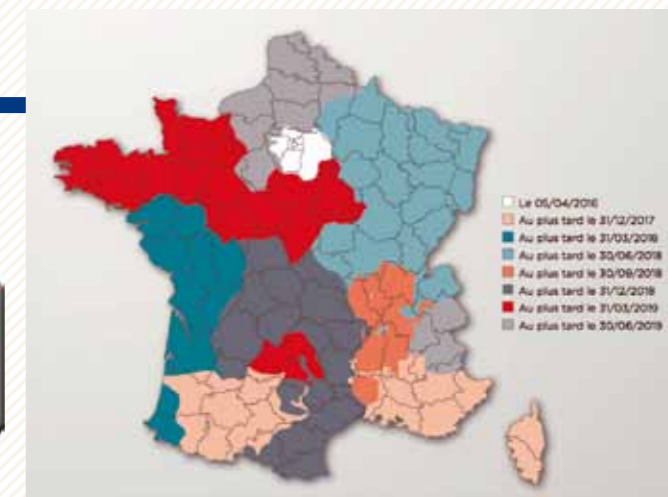 Le 05/04/2016
Au plus tard le 31/12/2017
Au plus tard le 31/03/2018
Au plus tard le 30/06/2018
Au plus tard le 30/09/2018
Au plus tard le 31/12/2018
Au plus tard le 31/03/2019
Au plus tard le 30/06/2019